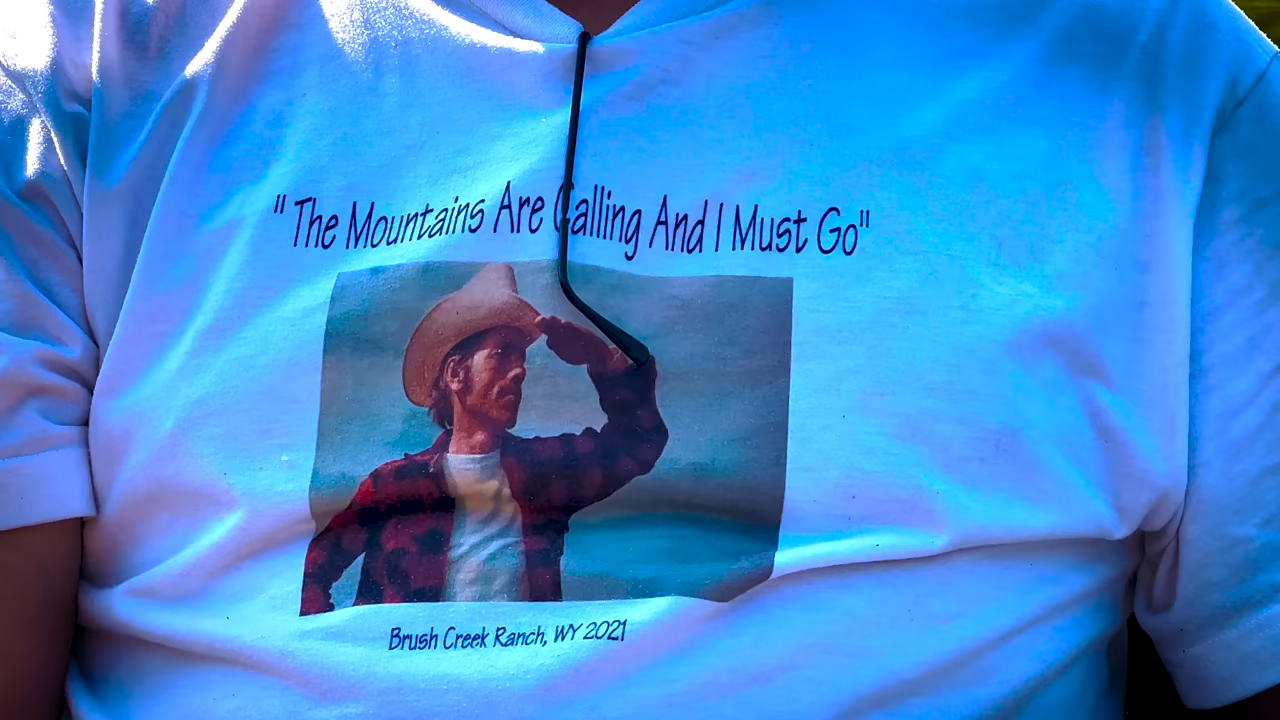 "The Mountains Are Calling And I Must Go"
Brush Creek Ranch, WY 2021